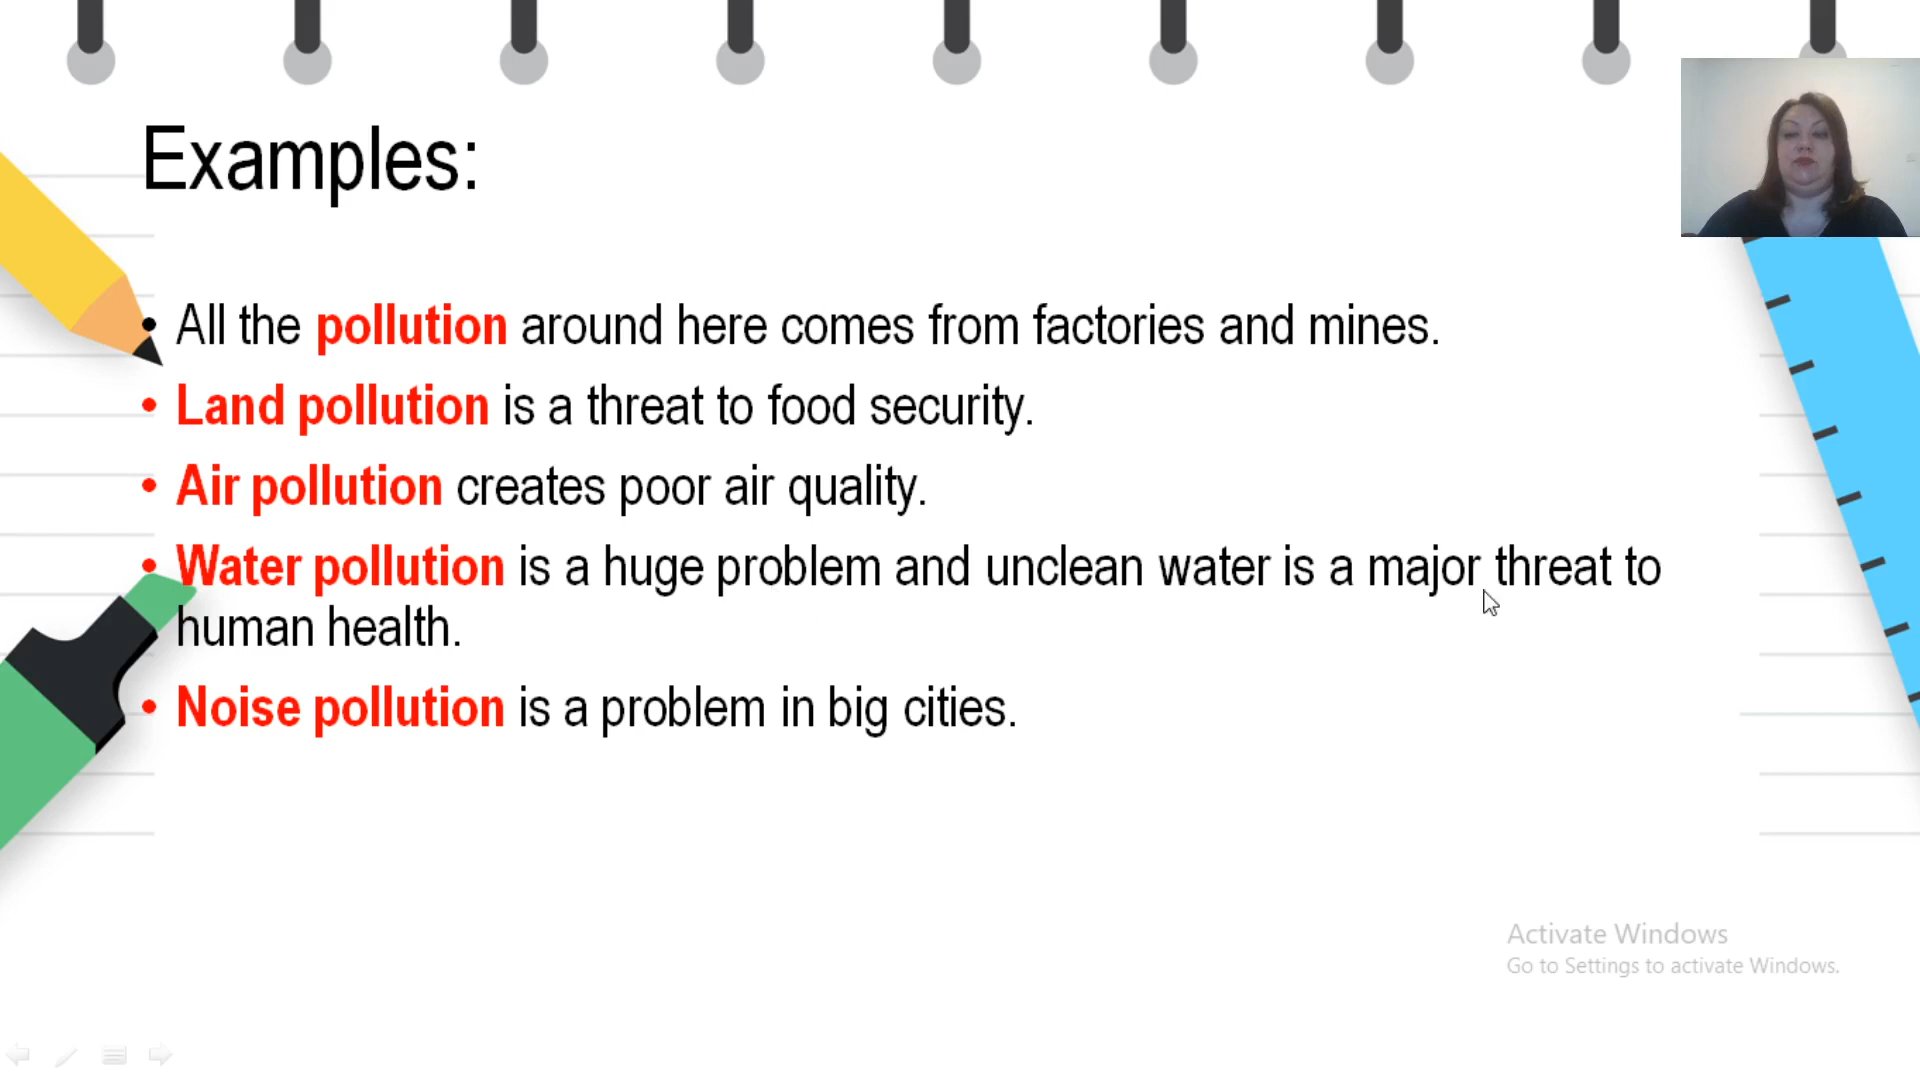 Examples:
• All the pollution around here comes from factories and mines.
• Land pollution is a threat to food security.
• Air pollution creates poor air quality.
• Water pollution is a huge problem and unclean water is a major threat to
human health.
• Noise pollution is a problem in big cities.
Activate Windows
Go to Settings to activate Windows.